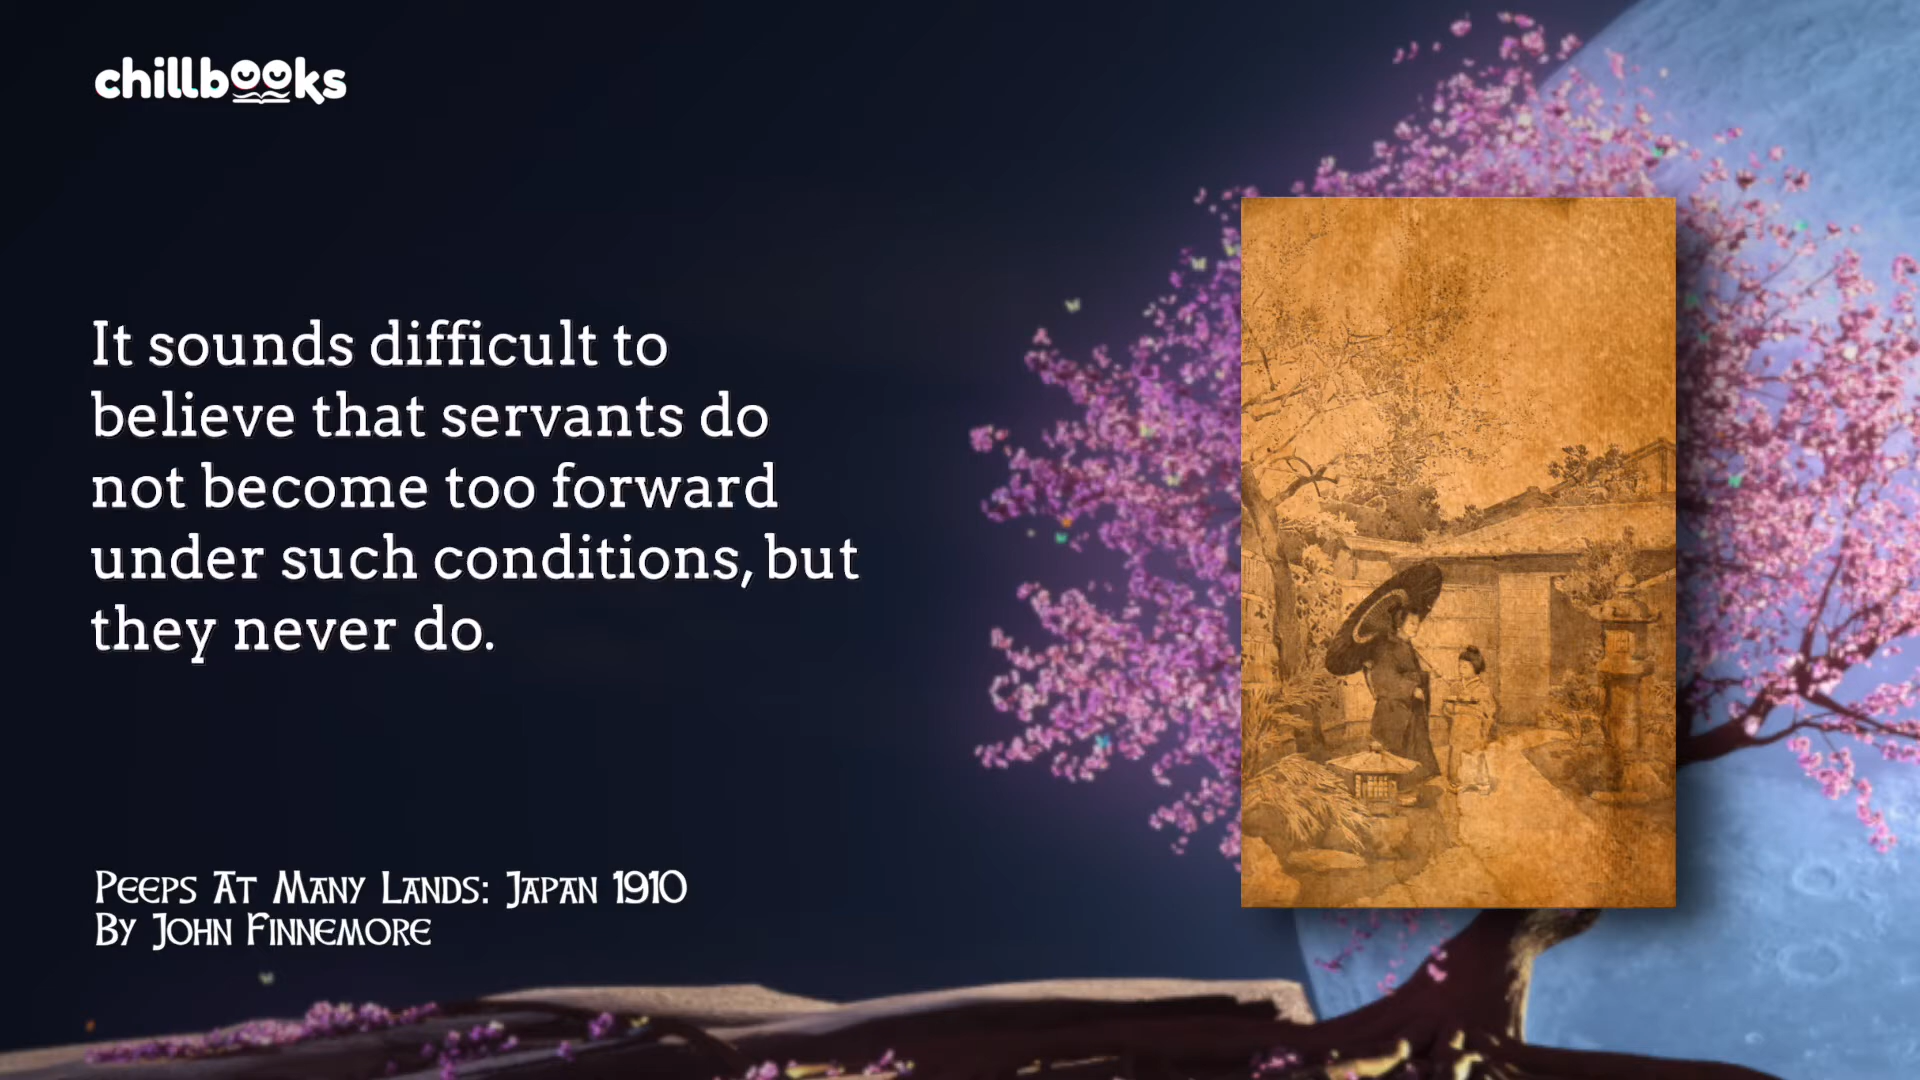 chillbooks
It sounds difficult to
believe that servants do
not become too forward
under such conditions, but
they never do.
Peeps At Many Lands: Japan 1910
By John Finnemore